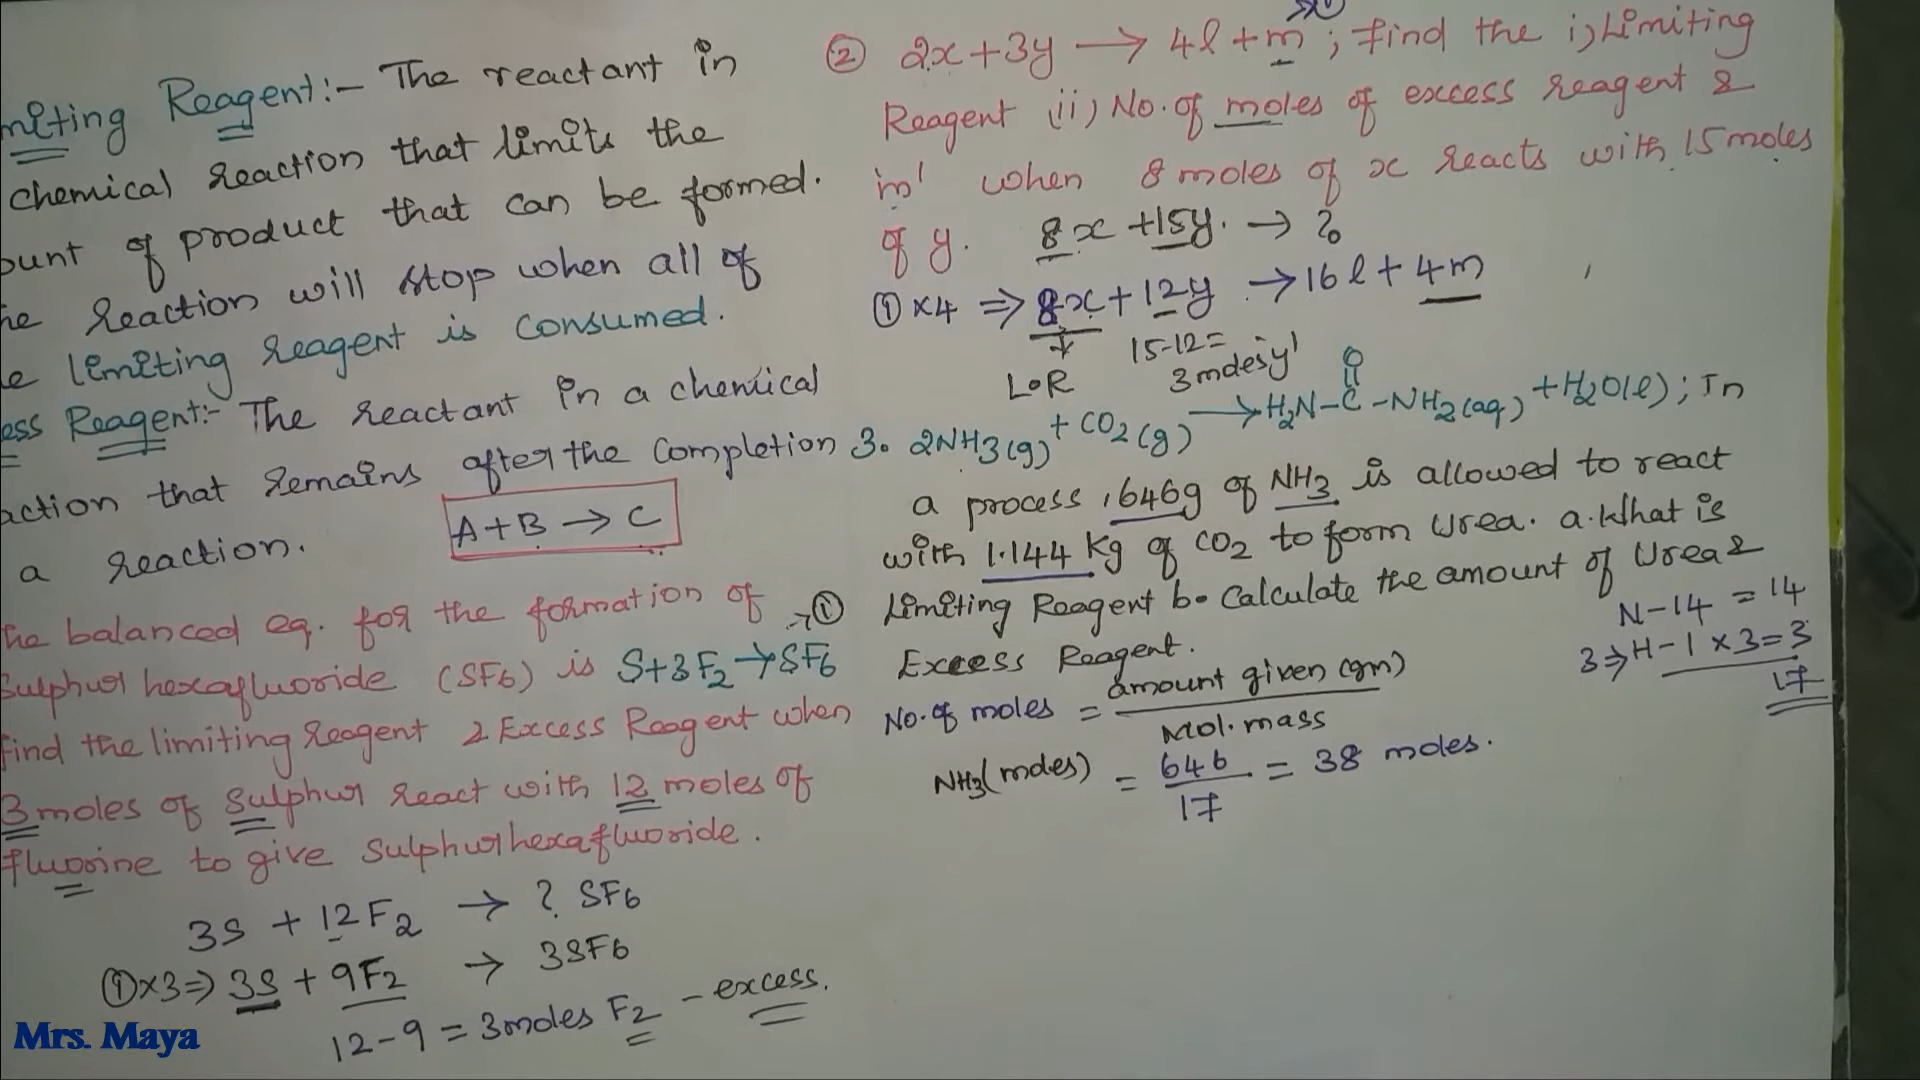 miting Reagent:- The reactant in
chemical reaction that limits the
ount of product that can be formed.
he reaction will stop when all of
e limiting reagent is consumed.
ess Reagent:- The reactant in a chemical
action that remains after the completion
a reaction.
A+B → C
he balanced eq. for the formation of
Sulphur hexafluoride (SF6) is S+3F2→SF6 →①
Find the limiting reagent & Excess Reagent when
3 moles of Sulphur react with 12 moles of
fluorine to give sulphurhexafluoride.
3S + 12F2 → ? SF6
①×3⇒ 3S + 9F2 → 3SF6
12-9 = 3moles F2 - excess.
② 2x+3y → 4l+m; find the i) Limiting
Reagent (ii) No. of moles of excess reagent &
'm' when 8 moles of x reacts with 15 moles
of y. 8x +15y. → ?
①×4 ⇒ 8x + 12y → 16l + 4m
L.R
15-12=
3moles 'y'
O
3. 2NH3(g) + CO2(g) → H2N-C-NH2(aq) + H2O(l); In
a process, 646g of NH3 is allowed to react
with 1.144 kg of CO2 to form Urea. a. What is
Limiting Reagent b. Calculate the amount of Urea &
Excess Reagent.
N-14 = 14
3⇒H-1×3=3
17
No. of moles = amount given (gm)
Mol. mass
NH3(moles) = 646 = 38 moles.
17
Mrs. Maya